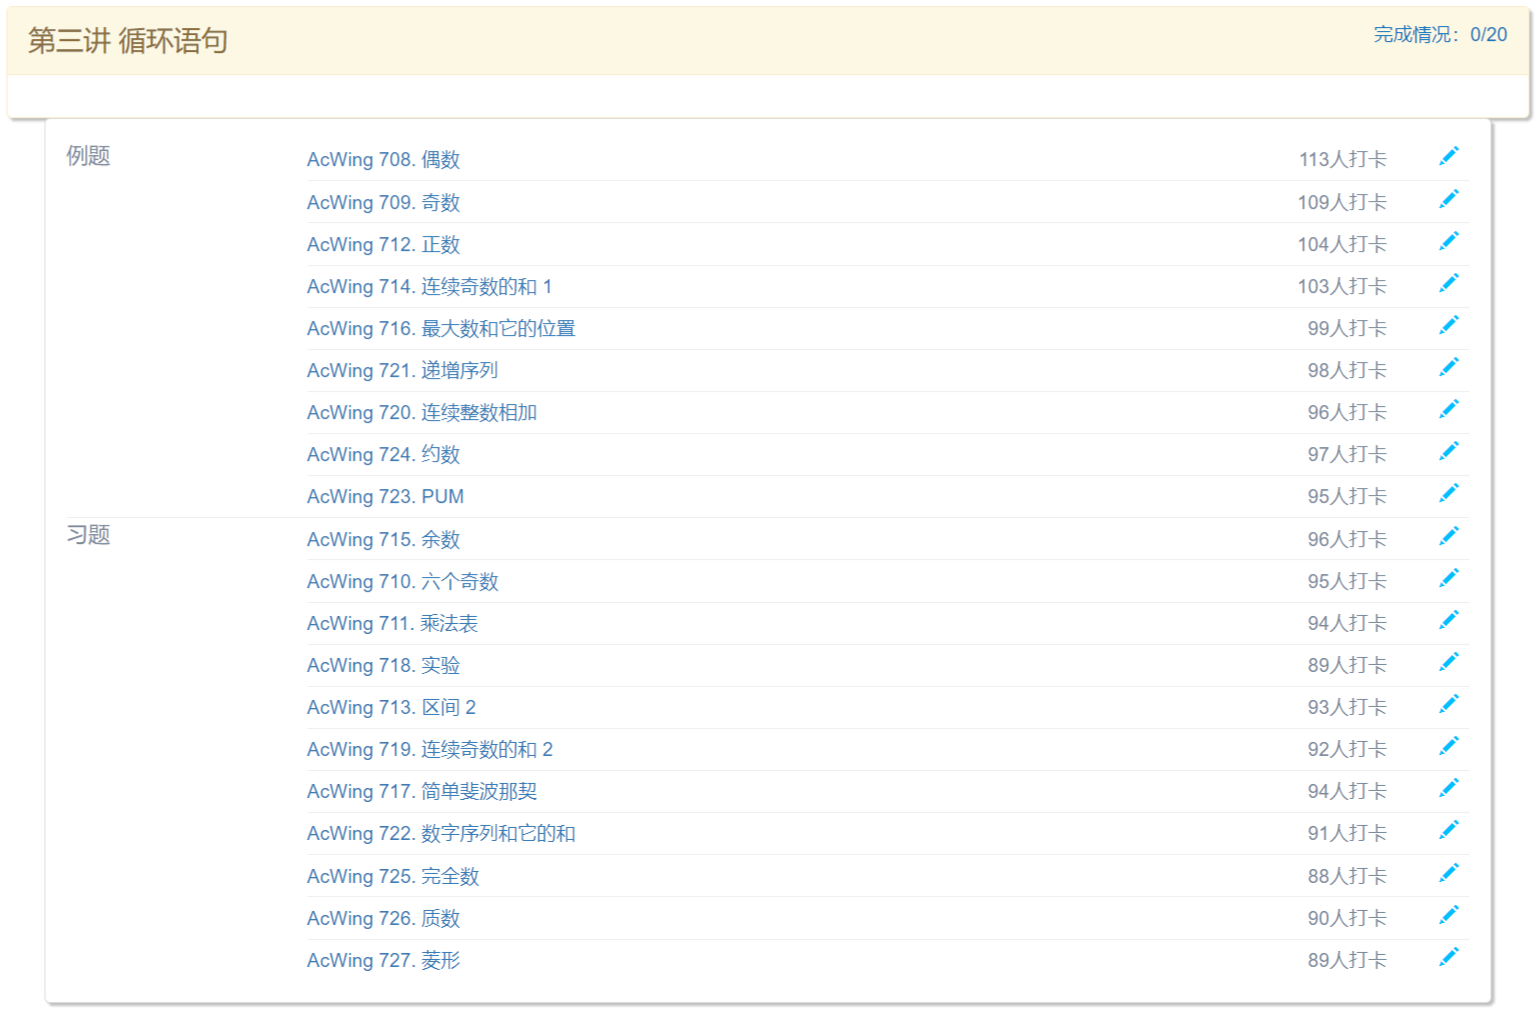 第三讲 循环语句
完成情况：0/20
例题
AcWing 708. 偶数 113人打卡
AcWing 709. 奇数 109人打卡
AcWing 712. 正数 104人打卡
AcWing 714. 连续奇数的和 1 103人打卡
AcWing 716. 最大数和它的位置 99人打卡
AcWing 721. 递增序列 98人打卡
AcWing 720. 连续整数相加 96人打卡
AcWing 724. 约数 97人打卡
AcWing 723. PUM 95人打卡
习题
AcWing 715. 余数 96人打卡
AcWing 710. 六个奇数 95人打卡
AcWing 711. 乘法表 94人打卡
AcWing 718. 实验 89人打卡
AcWing 713. 区间 2 93人打卡
AcWing 719. 连续奇数的和 2 92人打卡
AcWing 717. 简单斐波那契 94人打卡
AcWing 722. 数字序列和它的和 91人打卡
AcWing 725. 完全数 88人打卡
AcWing 726. 质数 90人打卡
AcWing 727. 菱形 89人打卡